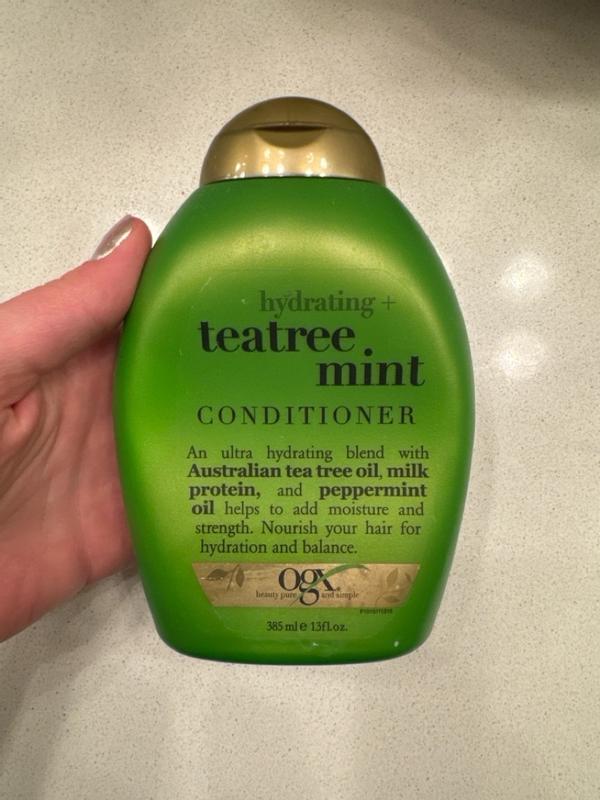 hydrating +
teatree
mint
CONDITIONER
An ultra hydrating blend with
Australian tea tree oil, milk
protein, and peppermint
oil helps to add moisture and
strength. Nourish your hair for
hydration and balance.
ogx
beauty pure and simple
385 ml e 13fl.oz.